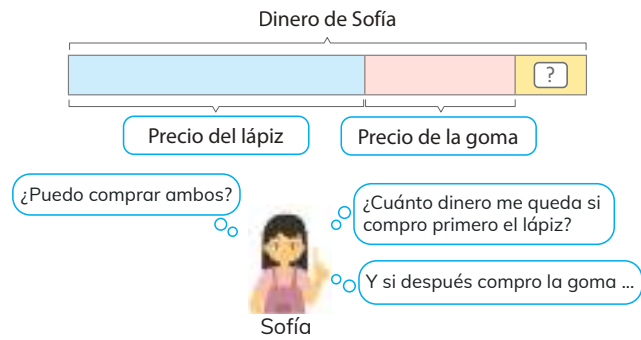 Dinero de Sofía
?
Precio del lápiz
Precio de la goma
¿Puedo comprar ambos?
¿Cuánto dinero me queda si
compro primero el lápiz?
Y si después compro la goma ...
Sofía